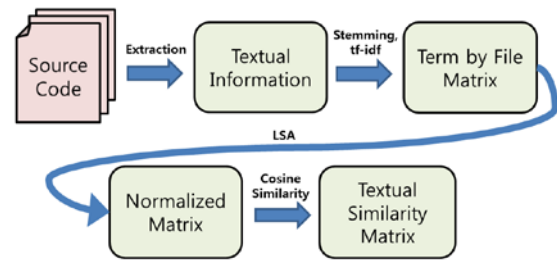 Source
Code
Extraction
Textual
Information
Stemming,
tf-idf
Term by File
Matrix
LSA
Normalized
Matrix
Cosine
Similarity
Textual
Similarity
Matrix